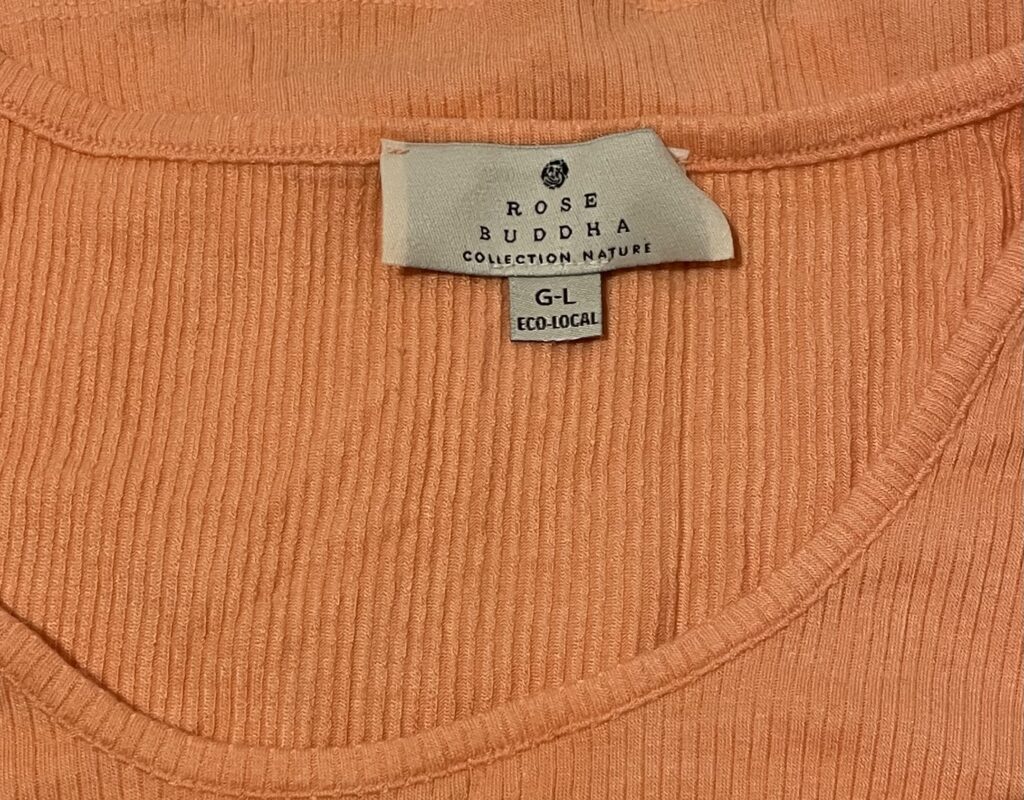 ROSE
BUDDHA
COLLECTION NATURE
G-L
ECO-LOCAL